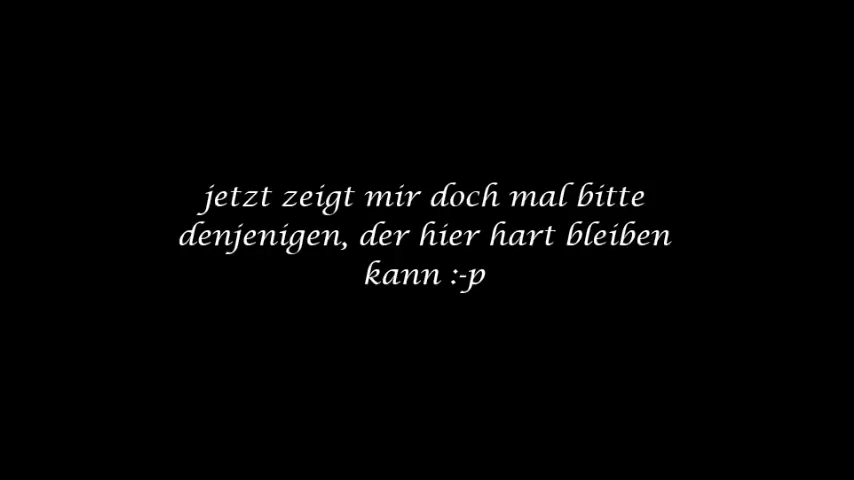 jetzt zeigt mir doch mal bitte
denjenigen, der hier hart bleiben
kann :-p